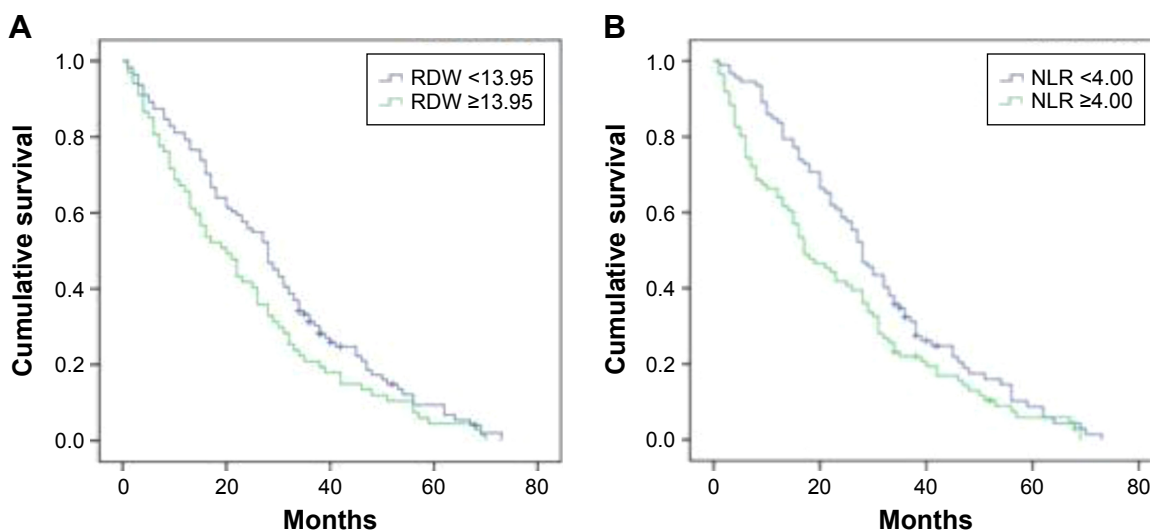 A
RDW <13.95
RDW ≥13.95
Cumulative survival
1.0
0.8
0.6
0.4
0.2
0.0
0 20 40 60 80
Months
B
NLR <4.00
NLR ≥4.00
Cumulative survival
1.0
0.8
0.6
0.4
0.2
0.0
0 20 40 60 80
Months